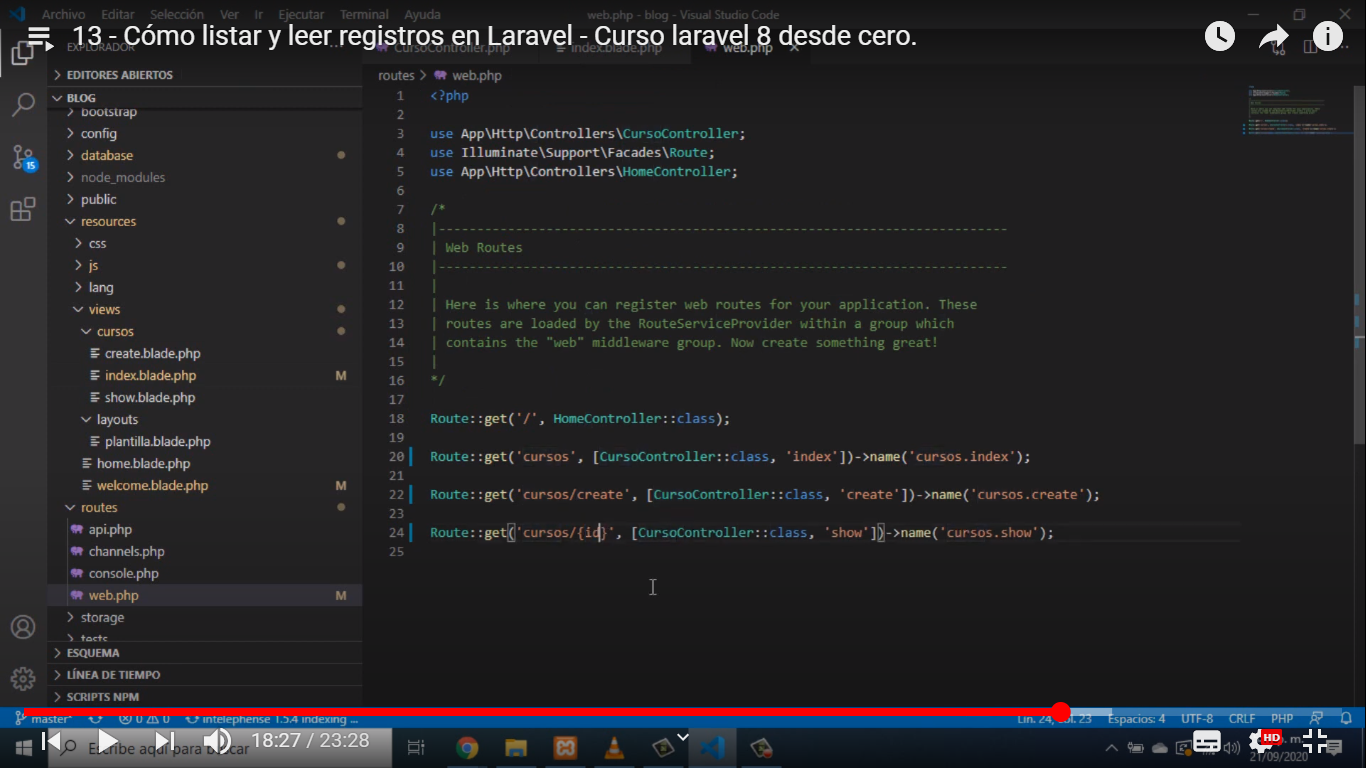 Archivo Editar Selección Ver Ir Ejecutar Terminal Ayuda
web.php - blog - Visual Studio Code
13 - Cómo listar y leer registros en Laravel - Curso laravel 8 desde cero.
EXPLORADOR
CursoController.php
index.blade.php
web.php
EDITORES ABIERTOS
BLOG
bootstrap
config
database
node_modules
public
resources
css
js
lang
views
cursos
create.blade.php
index.blade.php M
show.blade.php
layouts
plantilla.blade.php
home.blade.php
welcome.blade.php M
routes
api.php
channels.php
console.php
web.php M
storage
tests
ESQUEMA
LÍNEA DE TIEMPO
SCRIPTS NPM
15
routes > web.php
1 <?php
2
3 use App\Http\Controllers\CursoController;
4 use Illuminate\Support\Facades\Route;
5 use App\Http\Controllers\HomeController;
6
7 /*
8 |--------------------------------------------------------------------------
9 | Web Routes
10 |--------------------------------------------------------------------------
11 |
12 | Here is where you can register web routes for your application. These
13 | routes are loaded by the RouteServiceProvider within a group which
14 | contains the "web" middleware group. Now create something great!
15 |
16 */
17
18 Route::get('/', HomeController::class);
19
20 Route::get('cursos', [CursoController::class, 'index'])->name('cursos.index');
21
22 Route::get('cursos/create', [CursoController::class, 'create'])->name('cursos.create');
23
24 Route::get('cursos/{id}', [CursoController::class, 'show'])->name('cursos.show');
25
master* 0 0 intelephense 1.5.4 indexing ...
Lín. 24, col. 23 Espacios: 4 UTF-8 CRLF PHP
Escribe aquí para buscar
18:27 / 23:28
HD
21/09/2020